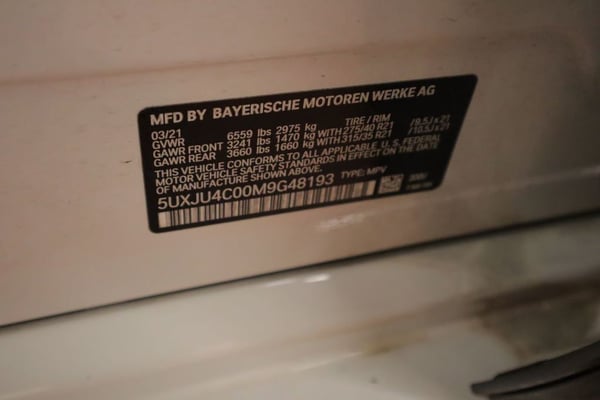 MFD BY BAYERISCHE MOTOREN WERKE AG
03/21 TIRE / RIM
GVWR 6559 lbs 2975 kg
GAWR FRONT 3241 lbs 1470 kg WITH 275/40 R21 /9.5J x 21
GAWR REAR 3660 lbs 1660 kg WITH 315/35 R21 /10.5J x 21
THIS VEHICLE CONFORMS TO ALL APPLICABLE U.S. FEDERAL
MOTOR VEHICLE SAFETY STANDARDS IN EFFECT ON THE DATE
OF MANUFACTURE SHOWN ABOVE.
5UXJU4C00M9G48193 TYPE: MPV